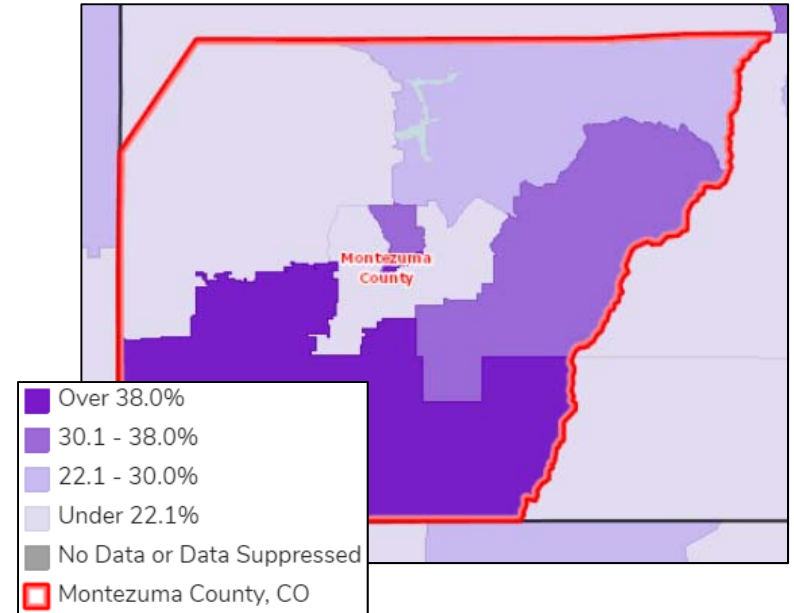 Montezuma
County
Over 38.0%
30.1 - 38.0%
22.1 - 30.0%
Under 22.1%
No Data or Data Suppressed
Montezuma County, CO